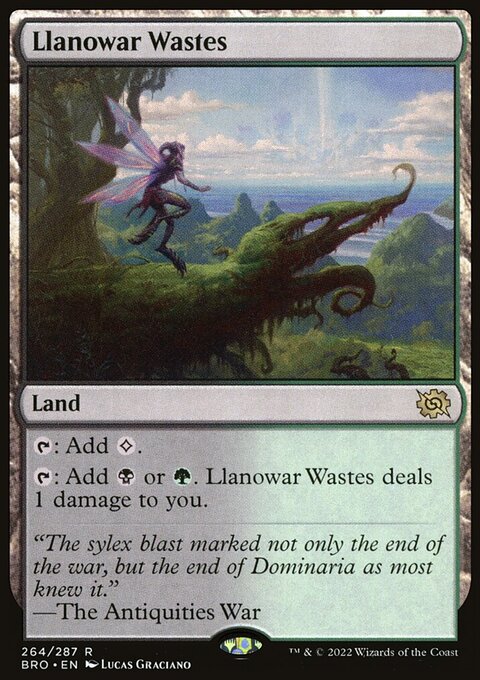 Llanowar Wastes
Land
: Add .
: Add or . Llanowar Wastes deals
1 damage to you.
“The sylex blast marked not only the end of
the war, but the end of Dominaria as most
knew it.”
—The Antiquities War
264/287 R
BRO • EN Lucas Graciano
™ & © 2022 Wizards of the Coast